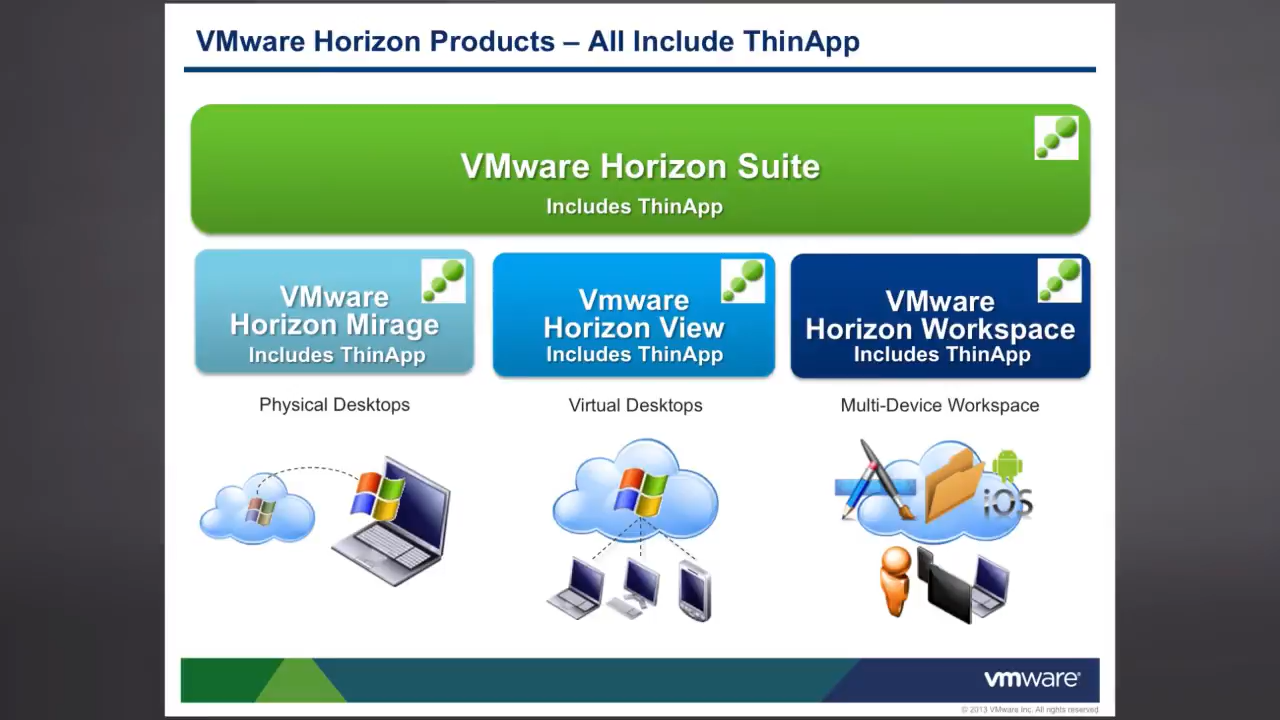 VMware Horizon Products – All Include ThinApp
VMware Horizon Suite
Includes ThinApp
VMware
Horizon Mirage
Includes ThinApp
Vmware
Horizon View
Includes ThinApp
VMware
Horizon Workspace
Includes ThinApp
Physical Desktops
Virtual Desktops
Multi-Device Workspace
iOS
vmware®
© 2013 VMware Inc. All rights reserved